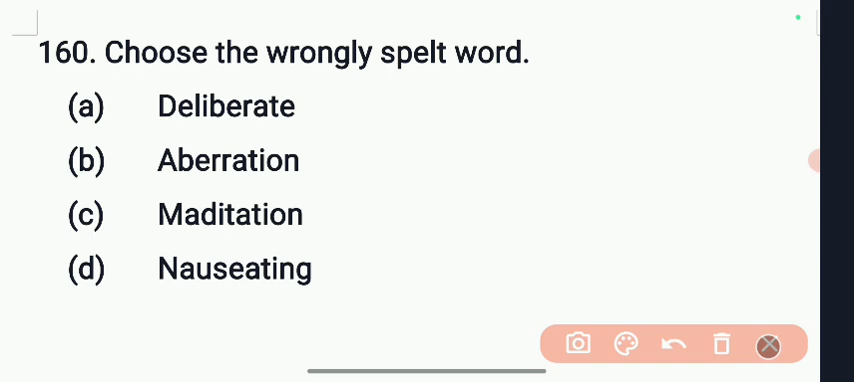 160. Choose the wrongly spelt word.
(a) Deliberate
(b) Aberration
(c) Maditation
(d) Nauseating